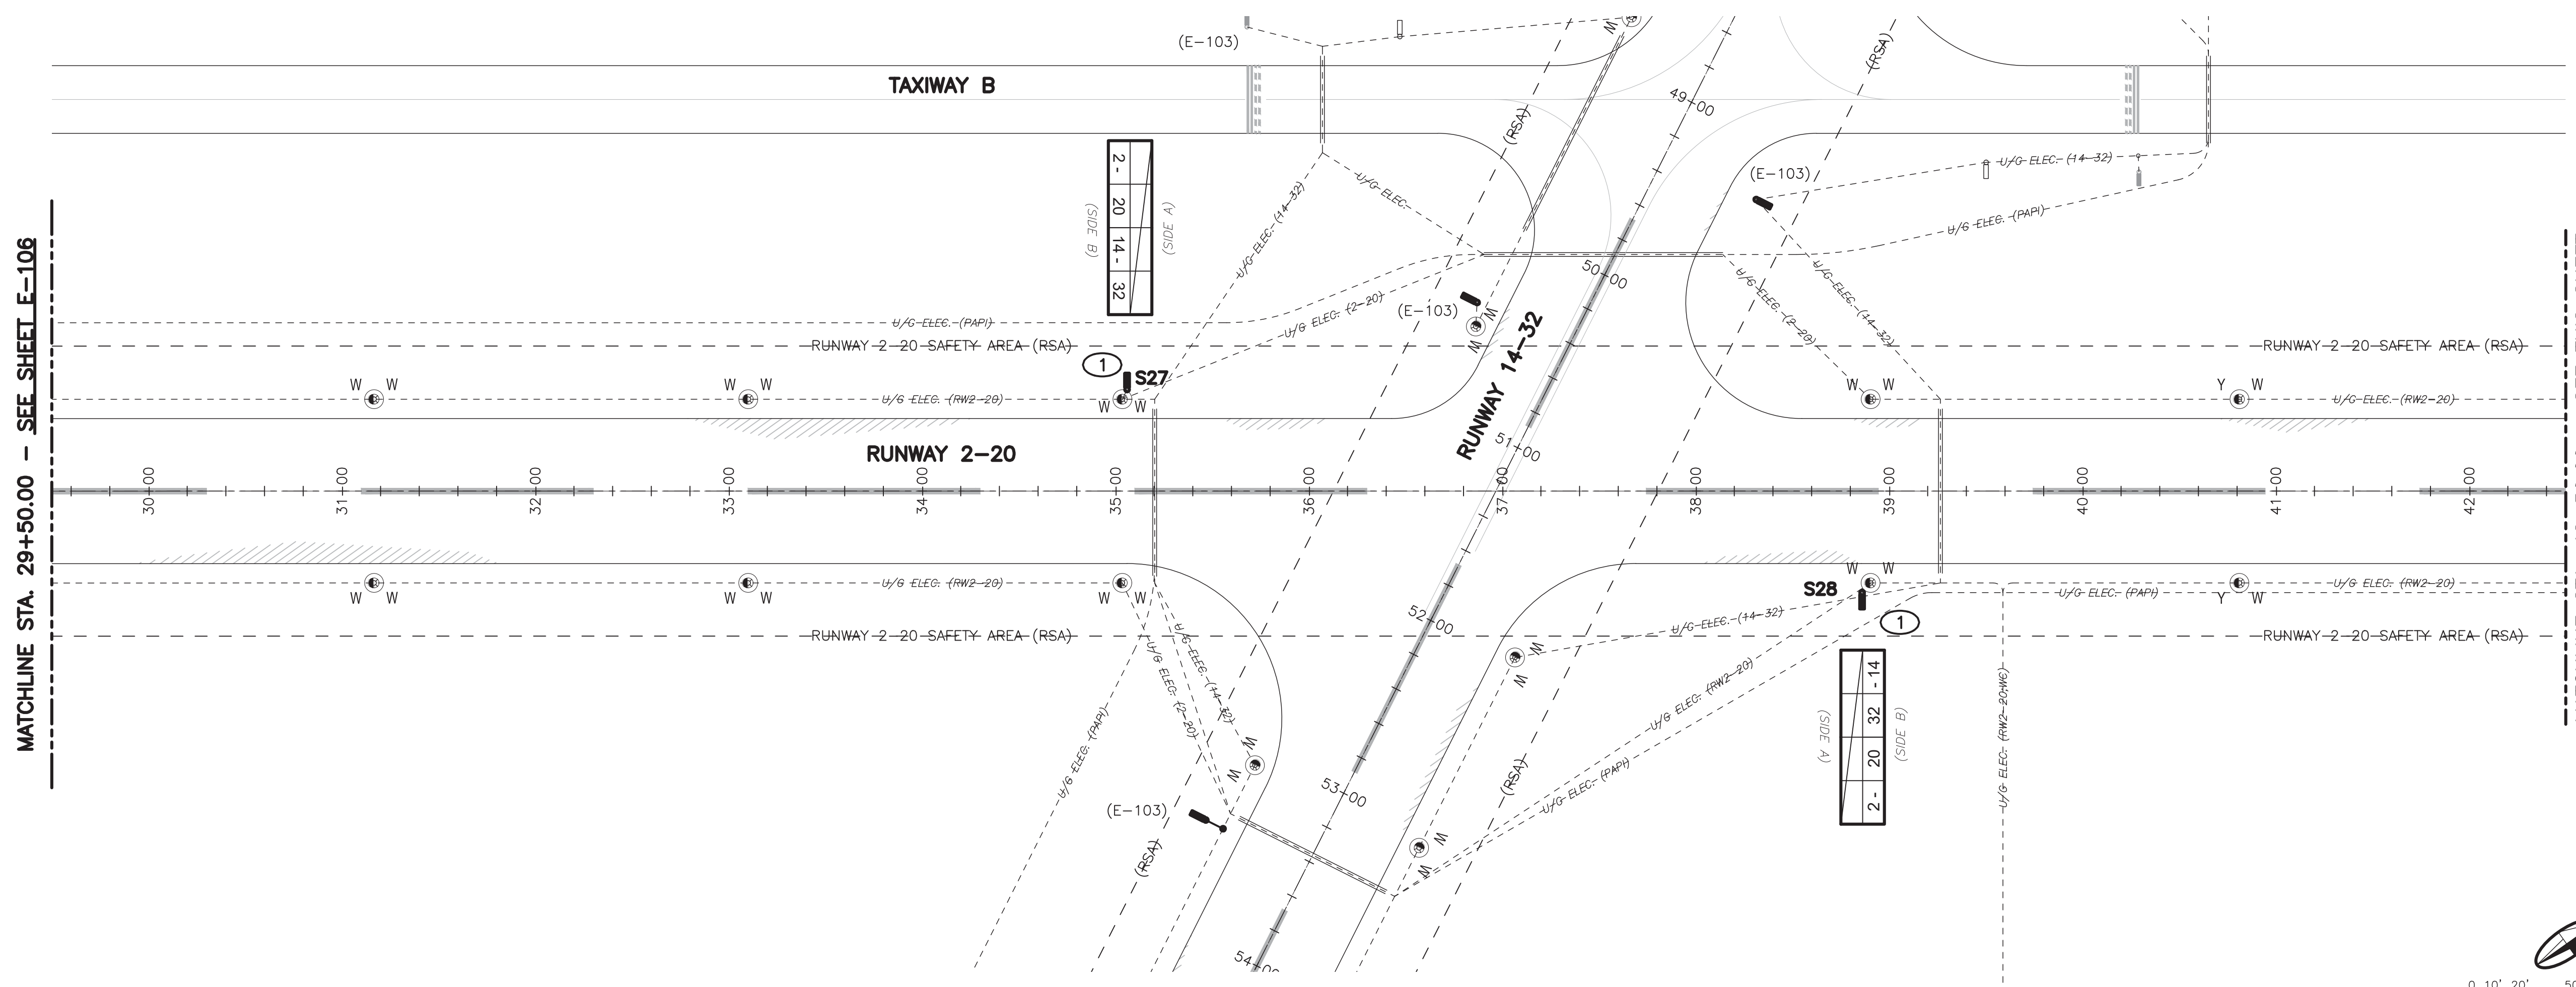 (E-103)
W
(RSA)
TAXIWAY B
49+00
(RSA)
(E-103)
U/G ELEC. (14-32)
2 - 20 14 - 32
(SIDE A)
(SIDE B)
U/G ELEC.
U/G ELEC. (14-32)
U/G ELEC. (PAPI)
50+00
U/G ELEC. (2-20)
U/G ELEC. (14-32)
(E-103)
W
W
U/G ELEC. (2-20)
U/G ELEC. (PAPI)
RUNWAY 14-32
RUNWAY 2-20 SAFETY AREA (RSA)
RUNWAY 2-20 SAFETY AREA (RSA)
MATCHLINE STA. 29+50.00 - SEE SHEET E-106
1
S27
W W
W W
W W
W W
Y W
U/G ELEC. (RW2-20)
U/G ELEC. (RW2-20)
RUNWAY 2-20
51+00
30+00
31+00
32+00
33+00
34+00
35+00
36+00
37+00
38+00
39+00
40+00
41+00
42+00
W W
U/G ELEC. (RW2-20)
U/G ELEC. (RW2-20)
W W
W W
W W
S28
U/G ELEC. (PAPI)
Y W
1
52+00
U/G ELEC. (14-32)
RUNWAY 2-20 SAFETY AREA (RSA)
RUNWAY 2-20 SAFETY AREA (RSA)
U/G ELEC. (14-32)
U/G ELEC. (2-20)
W
W
U/G ELEC. (RW2-20)
2 - 20 32 - 14
(SIDE A)
(SIDE B)
U/G ELEC. (RW2-20;WC)
U/G ELEC. (PAPI)
W
W
53+00
(RSA)
U/G ELEC. (PAPI)
(E-103)
W
W
(RSA)
54+00
0 10' 20'